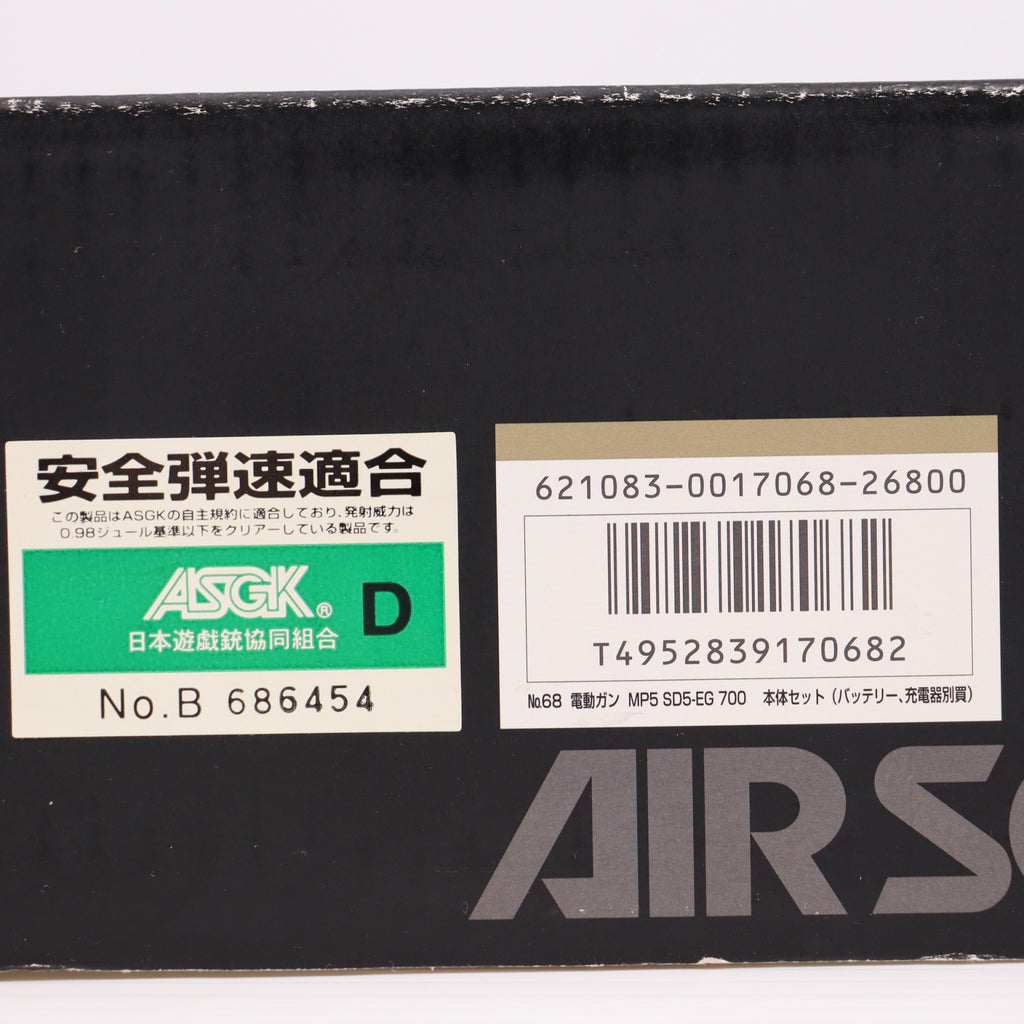 安全弾速適合
この製品はASGKの自主規約に適合しており、発射威力は
0.98ジュール基準以下をクリアーしている製品です。
ASGK®
D
日本遊戯銃協同組合
No.B 686454
621083-0017068-26800
T4952839170682
No.68 電動ガン MP5 SD5-EG 700 本体セット（バッテリー、充電器別買）
AIR S